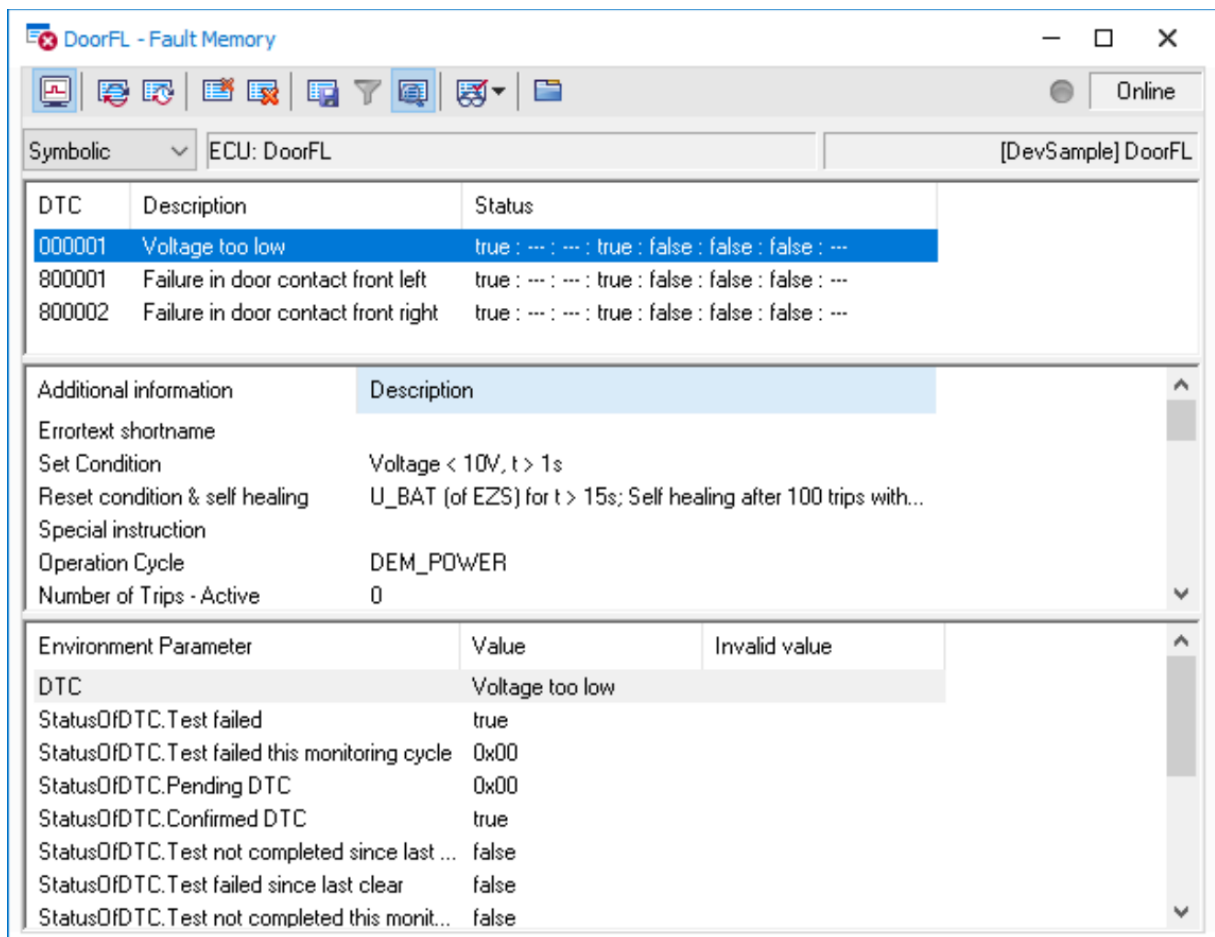 DoorFL - Fault Memory
Online
Symbolic ECU: DoorFL [DevSample] DoorFL
DTC Description Status
000001 Voltage too low true : --- : --- : true : false : false : false : ---
800001 Failure in door contact front left true : --- : --- : true : false : false : false : ---
800002 Failure in door contact front right true : --- : --- : true : false : false : false : ---
Additional information Description
Errortext shortname
Set Condition Voltage < 10V, t > 1s
Reset condition & self healing U_BAT (of EZS) for t > 15s; Self healing after 100 trips with...
Special instruction
Operation Cycle DEM_POWER
Number of Trips - Active 0
Environment Parameter Value Invalid value
DTC Voltage too low
StatusOfDTC.Test failed true
StatusOfDTC.Test failed this monitoring cycle 0x00
StatusOfDTC.Pending DTC 0x00
StatusOfDTC.Confirmed DTC true
StatusOfDTC.Test not completed since last ... false
StatusOfDTC.Test failed since last clear false
StatusOfDTC.Test not completed this monit... false